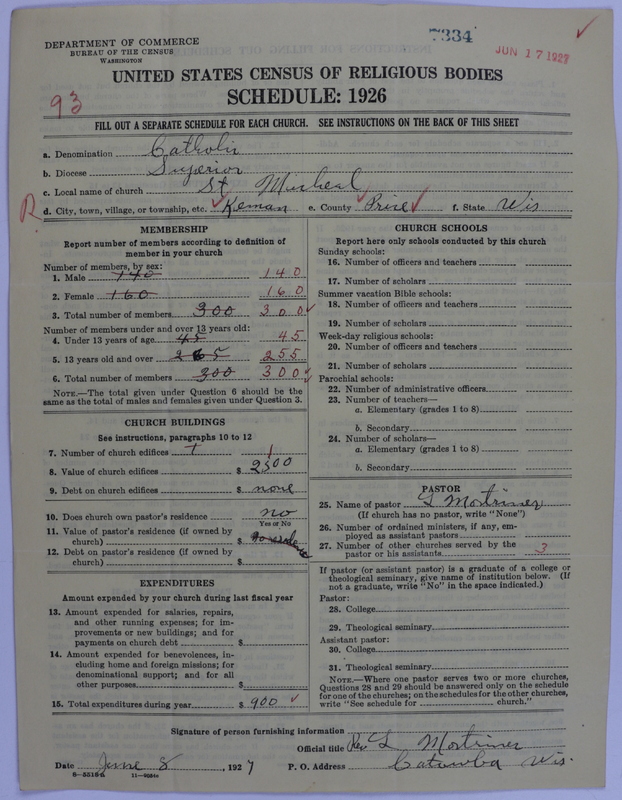 DEPARTMENT OF COMMERCE
BUREAU OF THE CENSUS
WASHINGTON
7334
JUN 17 1927
UNITED STATES CENSUS OF RELIGIOUS BODIES
SCHEDULE: 1926
93
FILL OUT A SEPARATE SCHEDULE FOR EACH CHURCH. SEE INSTRUCTIONS ON THE BACK OF THIS SHEET
a. Denomination Catholic
b. Diocese Superior
c. Local name of church St Micheal
R d. City, town, village, or township, etc. Keman e. County Price f. State Wis
MEMBERSHIP
Report number of members according to definition of member in your church
Number of members, by sex:
1. Male 140 140
2. Female 160 160
3. Total number of members 300 300
Number of members under and over 13 years old:
4. Under 13 years of age 45 45
5. 13 years old and over 265 255
6. Total number of members 300 300
NOTE.—The total given under Question 6 should be the same as the total of males and females given under Question 3.
CHURCH BUILDINGS
See instructions, paragraphs 10 to 12
7. Number of church edifices 1 1
8. Value of church edifices $ 2500
9. Debt on church edifices $ none
10. Does church own pastor's residence no
Yes or No
11. Value of pastor's residence (if owned by church) $ no residence
12. Debt on pastor's residence (if owned by church) $
EXPENDITURES
Amount expended by your church during last fiscal year
13. Amount expended for salaries, repairs, and other running expenses; for improvements or new buildings; and for payments on church debt $
14. Amount expended for benevolences, including home and foreign missions; for denominational support; and for all other purposes $
15. Total expenditures during year $ 900
CHURCH SCHOOLS
Report here only schools conducted by this church
Sunday schools:
16. Number of officers and teachers
17. Number of scholars
Summer vacation Bible schools:
18. Number of officers and teachers
19. Number of scholars
Week-day religious schools:
20. Number of officers and teachers
21. Number of scholars
Parochial schools:
22. Number of administrative officers
23. Number of teachers—
a. Elementary (grades 1 to 8)
b. Secondary
24. Number of scholars—
a. Elementary (grades 1 to 8)
b. Secondary
PASTOR
25. Name of pastor L Mortimer
(If church has no pastor, write "None")
26. Number of ordained ministers, if any, employed as assistant pastors
27. Number of other churches served by the pastor or his assistants 3
If pastor (or assistant pastor) is a graduate of a college or theological seminary, give name of institution below. (If not a graduate, write "No" in the space indicated.)
Pastor:
28. College
29. Theological seminary
Assistant pastor:
30. College
31. Theological seminary
NOTE.—Where one pastor serves two or more churches, Questions 28 and 29 should be answered only on the schedule for one of the churches; on the schedules for the other churches, write "See schedule for church."
Signature of person furnishing information
Official title Rev L Mortimer
Date June 8, 1927 P. O. Address Catawba Wis.
8—5518a 11—9034a